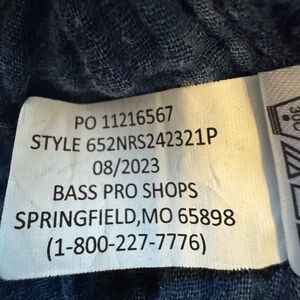 PO 11216567
STYLE 652NRS242321P
08/2023
BASS PRO SHOPS
SPRINGFIELD,MO 65898
(1-800-227-7776)